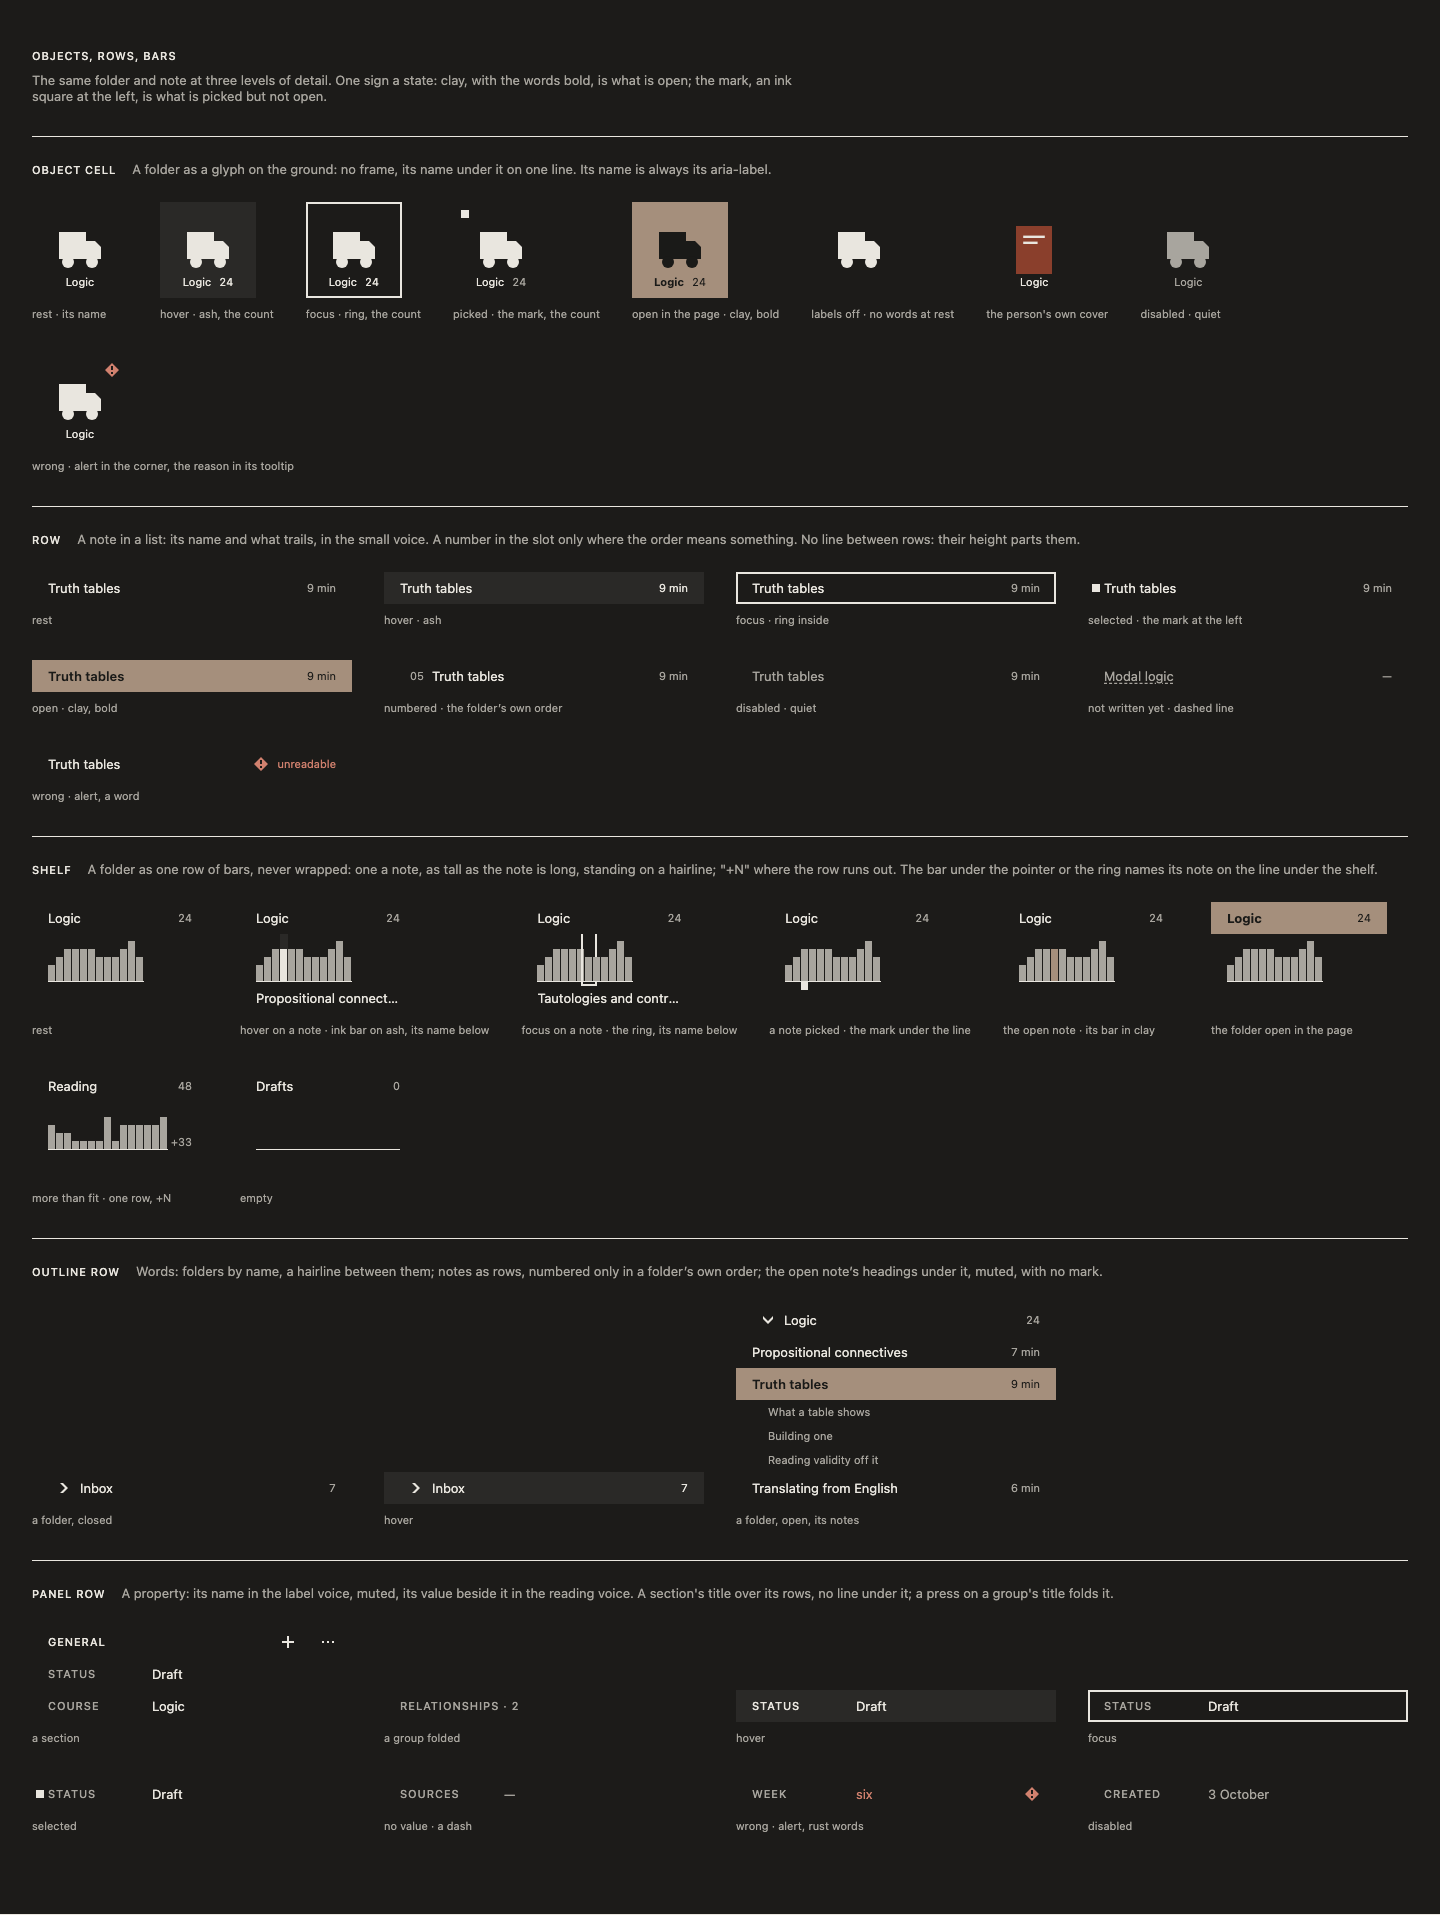 OBJECTS, ROWS, BARS
The same folder and note at three levels of detail. One sign a state: clay, with the words bold, is what is open; the mark, an ink
square at the left, is what is picked but not open.
OBJECT CELL A folder as a glyph on the ground: no frame, its name under it on one line. Its name is always its aria-label.
Logic
Logic 24
Logic 24
Logic 24
Logic 24
Logic
Logic
rest · its name
hover · ash, the count
focus · ring, the count
picked · the mark, the count
open in the page · clay, bold
labels off · no words at rest
the person's own cover
disabled · quiet
Logic
wrong · alert in the corner, the reason in its tooltip
ROW A note in a list: its name and what trails, in the small voice. A number in the slot only where the order means something. No line between rows: their height parts them.
Truth tables 9 min
Truth tables 9 min
Truth tables 9 min
Truth tables 9 min
rest
hover · ash
focus · ring inside
selected · the mark at the left
Truth tables 9 min
05 Truth tables 9 min
Truth tables 9 min
Modal logic –
open · clay, bold
numbered · the folder’s own order
disabled · quiet
not written yet · dashed line
Truth tables unreadable
wrong · alert, a word
SHELF A folder as one row of bars, never wrapped: one a note, as tall as the note is long, standing on a hairline; "+N" where the row runs out. The bar under the pointer or the ring names its note on the line under the shelf.
Logic 24
Logic 24
Logic 24
Logic 24
Logic 24
Logic 24
Propositional connect...
Tautologies and contr...
rest
hover on a note · ink bar on ash, its name below
focus on a note · the ring, its name below
a note picked · the mark under the line
the open note · its bar in clay
the folder open in the page
Reading 48
Drafts 0
+33
more than fit · one row, +N
empty
OUTLINE ROW Words: folders by name, a hairline between them; notes as rows, numbered only in a folder’s own order; the open note’s headings under it, muted, with no mark.
Logic 24
Propositional connectives 7 min
Truth tables 9 min
What a table shows
Building one
Reading validity off it
Inbox 7
Inbox 7
Translating from English 6 min
a folder, closed
hover
a folder, open, its notes
PANEL ROW A property: its name in the label voice, muted, its value beside it in the reading voice. A section's title over its rows, no line under it; a press on a group's title folds it.
GENERAL
STATUS Draft
COURSE Logic
RELATIONSHIPS · 2
STATUS Draft
STATUS Draft
a section
a group folded
hover
focus
STATUS Draft
SOURCES —
WEEK six
CREATED 3 October
selected
no value · a dash
wrong · alert, rust words
disabled